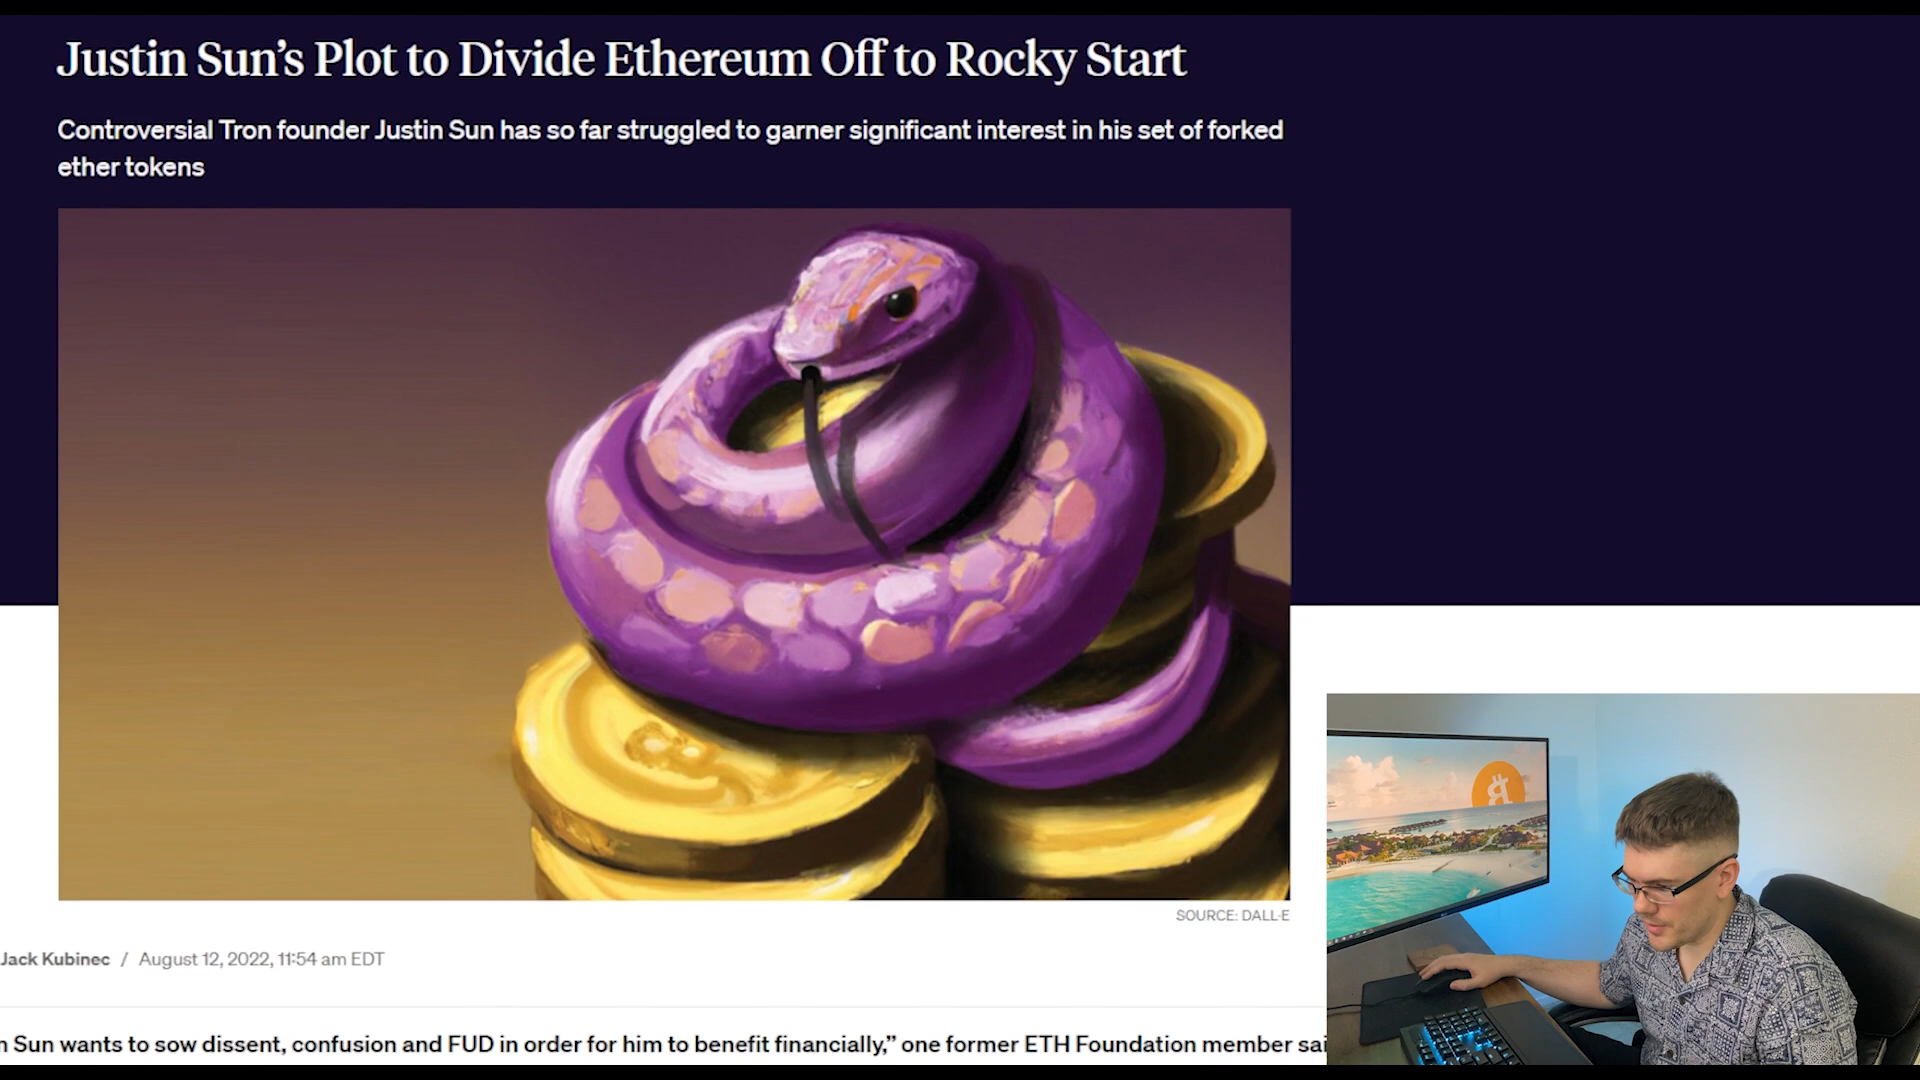 Justin Sun’s Plot to Divide Ethereum Off to Rocky Start
Controversial Tron founder Justin Sun has so far struggled to garner significant interest in his set of forked
ether tokens
SOURCE: DALL·E
Jack Kubinec / August 12, 2022, 11:54 am EDT
Sun wants to sow dissent, confusion and FUD in order for him to benefit financially,” one former ETH Foundation member